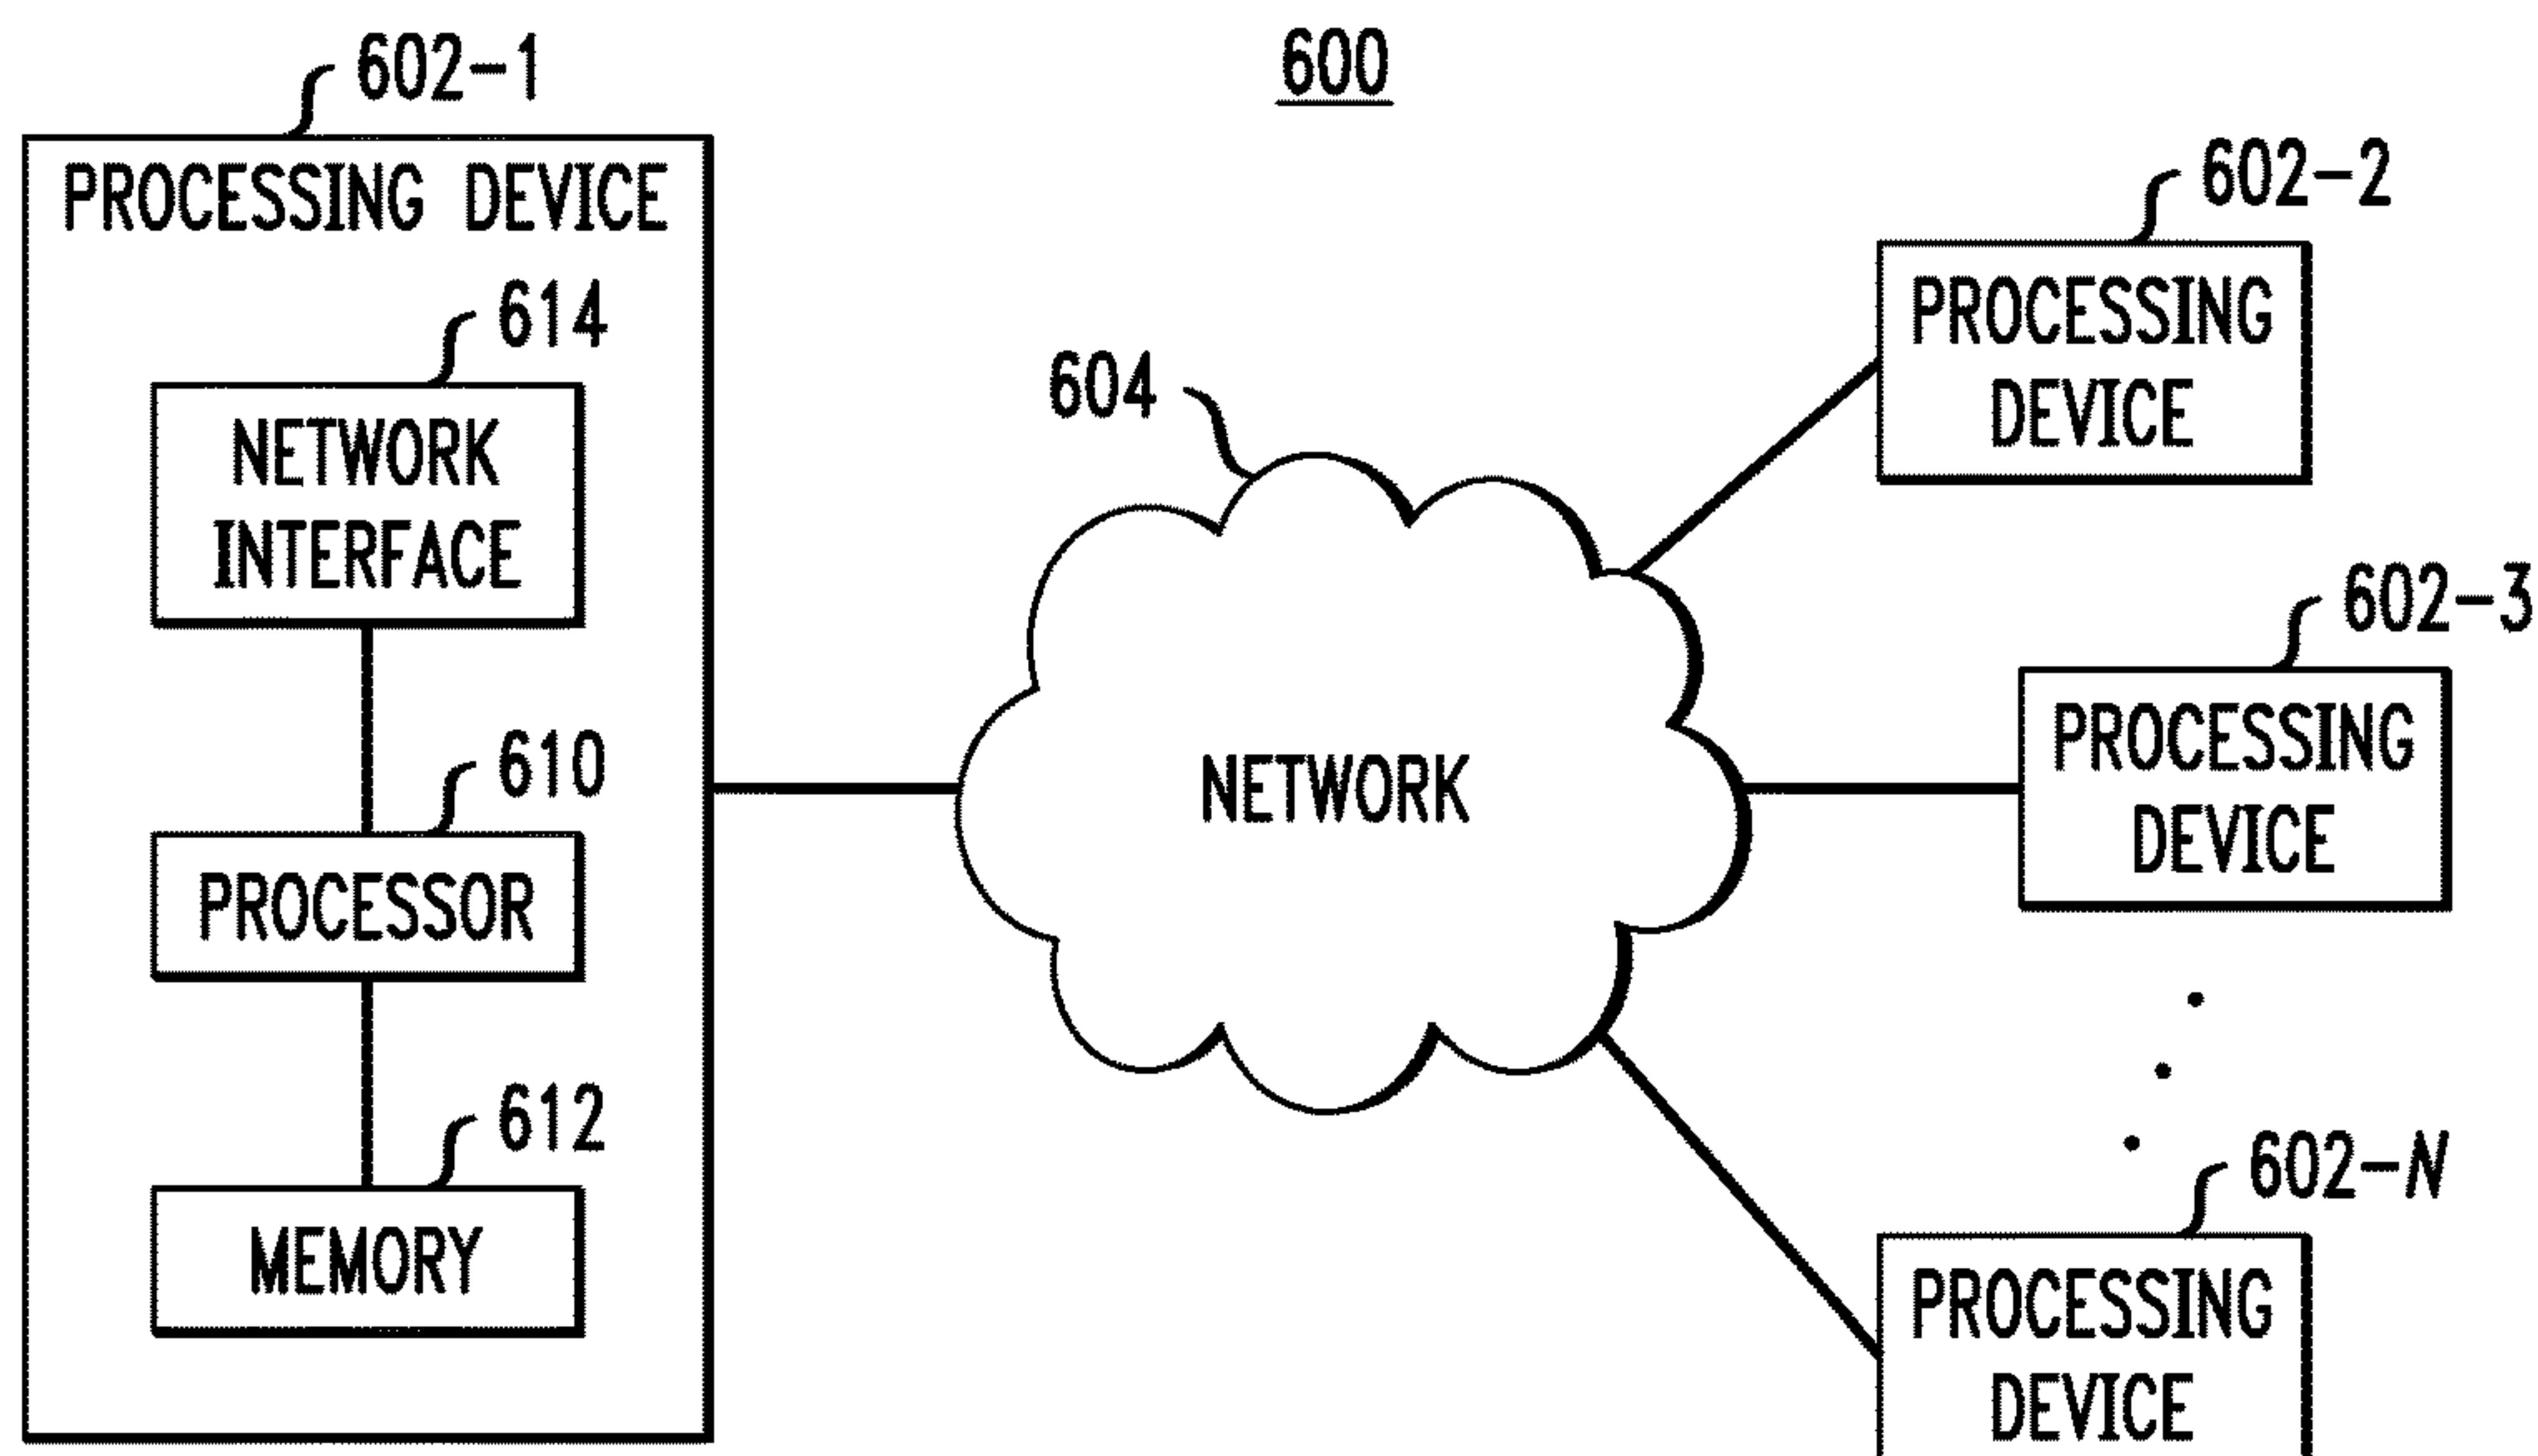 600
602-1
PROCESSING DEVICE
614
NETWORK
INTERFACE
610
PROCESSOR
612
MEMORY
604
NETWORK
602-2
PROCESSING
DEVICE
602-3
PROCESSING
DEVICE
602-N
PROCESSING
DEVICE